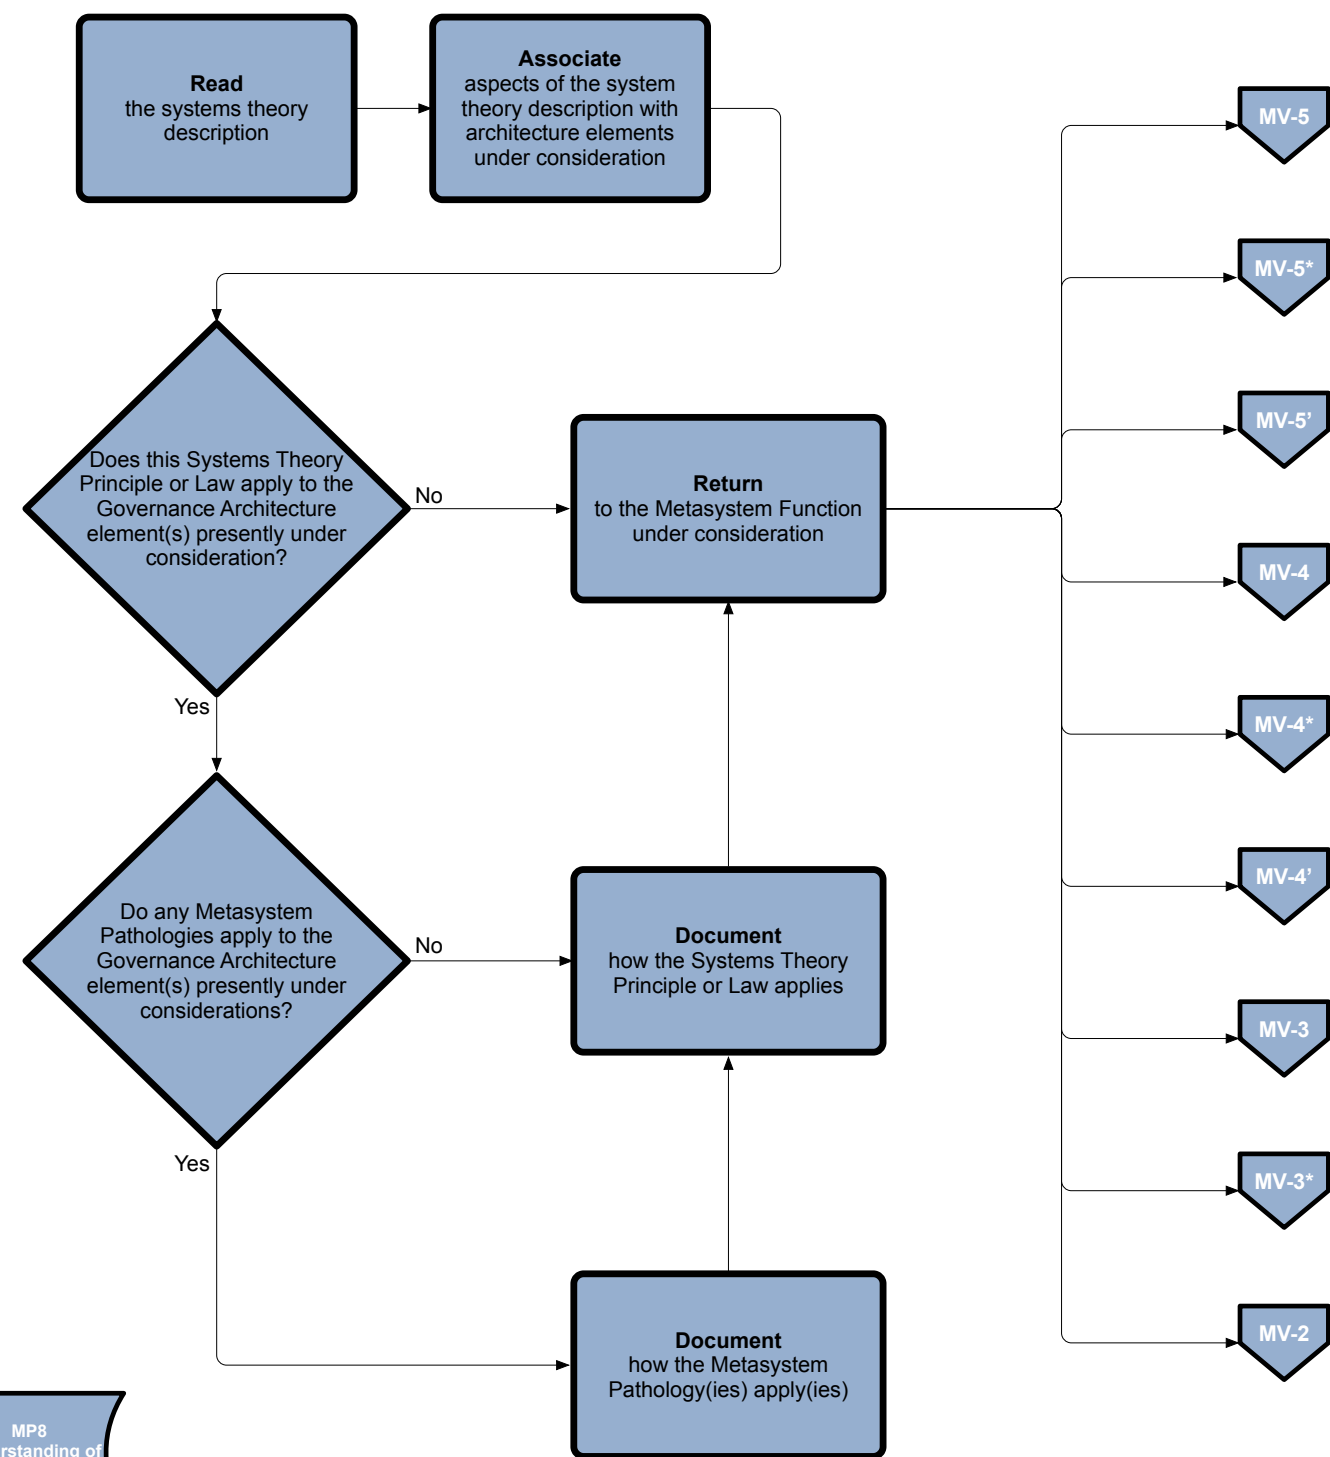 Read
the systems theory
description
Associate
aspects of the system
theory description with
architecture elements
under consideration
MV-5
MV-5*
MV-5’
Does this Systems Theory
Principle or Law apply to the
Governance Architecture
element(s) presently under
consideration?
No
Return
to the Metasystem Function
under consideration
MV-4
Yes
MV-4*
MV-4’
Do any Metasystem
Pathologies apply to the
Governance Architecture
element(s) presently under
considerations?
No
Document
how the Systems Theory
Principle or Law applies
MV-3
Yes
MV-3*
Document
how the Metasystem
Pathology(ies) apply(ies)
MV-2
MP8
rstanding of